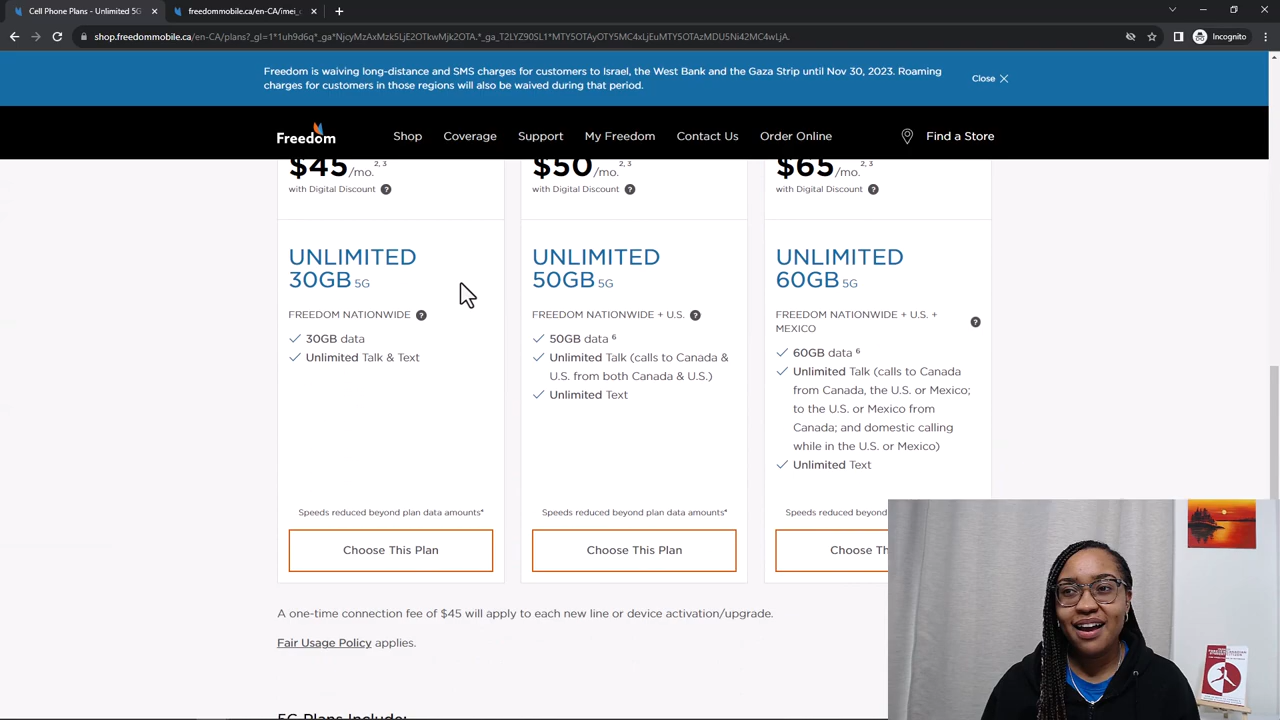 Cell Phone Plans - Unlimited 5G
freedommobile.ca/en-CA/imei_c
shop.freedommobile.ca/en-CA/plans?_gl=1*1uh9d6q*_ga*NjcyMzAxMzk5LjE2OTkwMjk2OTA.*_ga_T2LYZ90SL1*MTY5OTAyOTY5MC4xLjEuMTY5OTAzMDU5Ni42MC4wLjA.
Incognito
Freedom is waiving long-distance and SMS charges for customers to Israel, the West Bank and the Gaza Strip until Nov 30, 2023. Roaming
charges for customers in those regions will also be waived during that period.
Close
Freedom
Shop
Coverage
Support
My Freedom
Contact Us
Order Online
Find a Store
$45/mo. 2, 3
with Digital Discount ?
UNLIMITED
30GB 5G
FREEDOM NATIONWIDE ?
30GB data
Unlimited Talk & Text
Speeds reduced beyond plan data amounts*
Choose This Plan
$50/mo. 2, 3
with Digital Discount ?
UNLIMITED
50GB 5G
FREEDOM NATIONWIDE + U.S. ?
50GB data 6
Unlimited Talk (calls to Canada &
U.S. from both Canada & U.S.)
Unlimited Text
Speeds reduced beyond plan data amounts*
Choose This Plan
$65/mo. 2, 3
with Digital Discount ?
UNLIMITED
60GB 5G
FREEDOM NATIONWIDE + U.S. +
MEXICO ?
60GB data 6
Unlimited Talk (calls to Canada
from Canada, the U.S. or Mexico;
to the U.S. or Mexico from
Canada; and domestic calling
while in the U.S. or Mexico)
Unlimited Text
Speeds reduced beyond
Choose Th
A one-time connection fee of $45 will apply to each new line or device activation/upgrade.
Fair Usage Policy applies.
5G Plans Include: